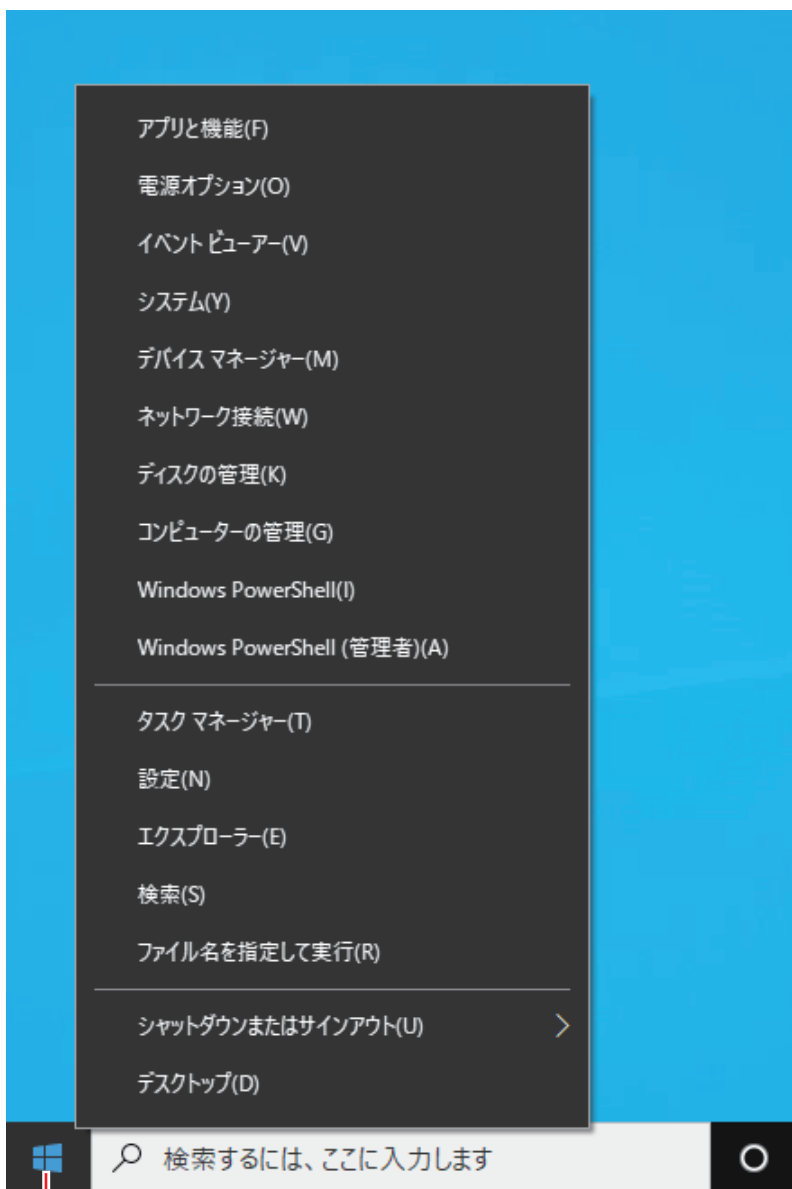 アプリと機能(F)
電源オプション(O)
イベント ビューアー(V)
システム(Y)
デバイス マネージャー(M)
ネットワーク接続(W)
ディスクの管理(K)
コンピューターの管理(G)
Windows PowerShell(I)
Windows PowerShell (管理者)(A)
タスク マネージャー(T)
設定(N)
エクスプローラー(E)
検索(S)
ファイル名を指定して実行(R)
シャットダウンまたはサインアウト(U)
デスクトップ(D)
検索するには、ここに入力します